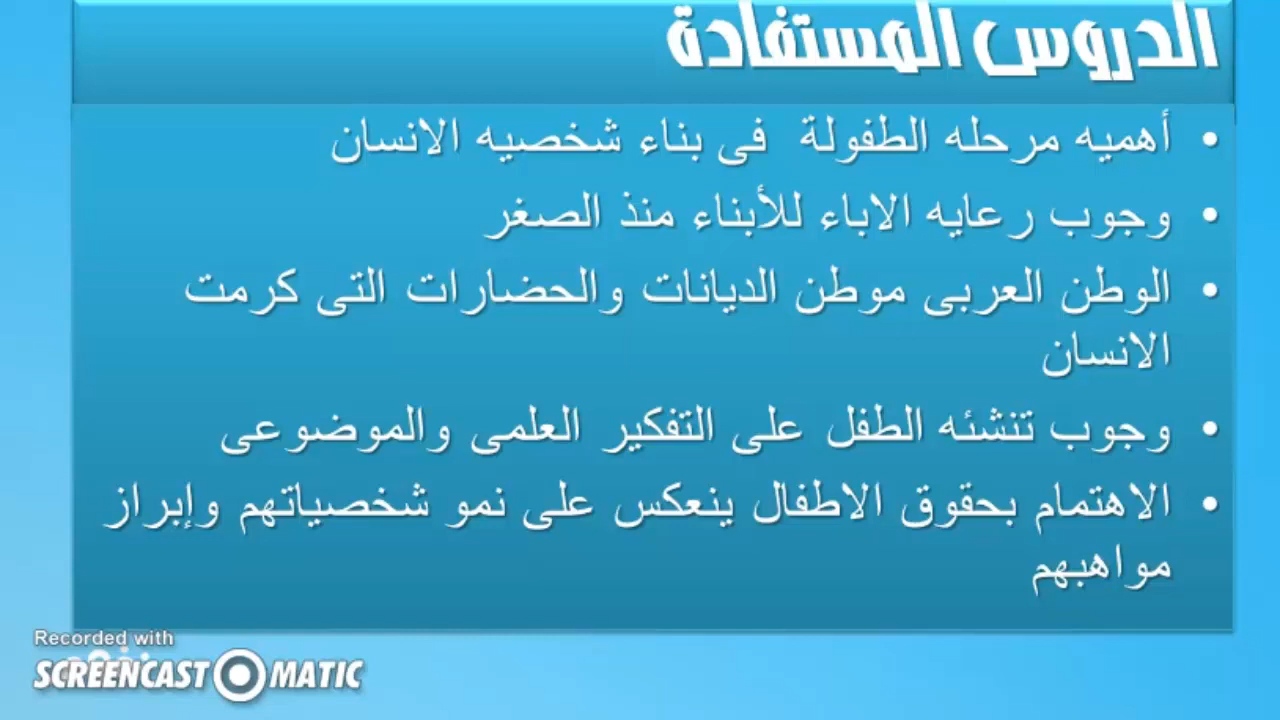 الدروس المستفادة
• أهميه مرحله الطفولة فى بناء شخصيه الانسان
• وجوب رعايه الاباء للأبناء منذ الصغر
• الوطن العربى موطن الديانات والحضارات التى كرمت
الانسان
• وجوب تنشئه الطفل على التفكير العلمى والموضوعى
• الاهتمام بحقوق الاطفال ينعكس على نمو شخصياتهم وإبراز
مواهبهم
Recorded with
SCREENCAST MATIC